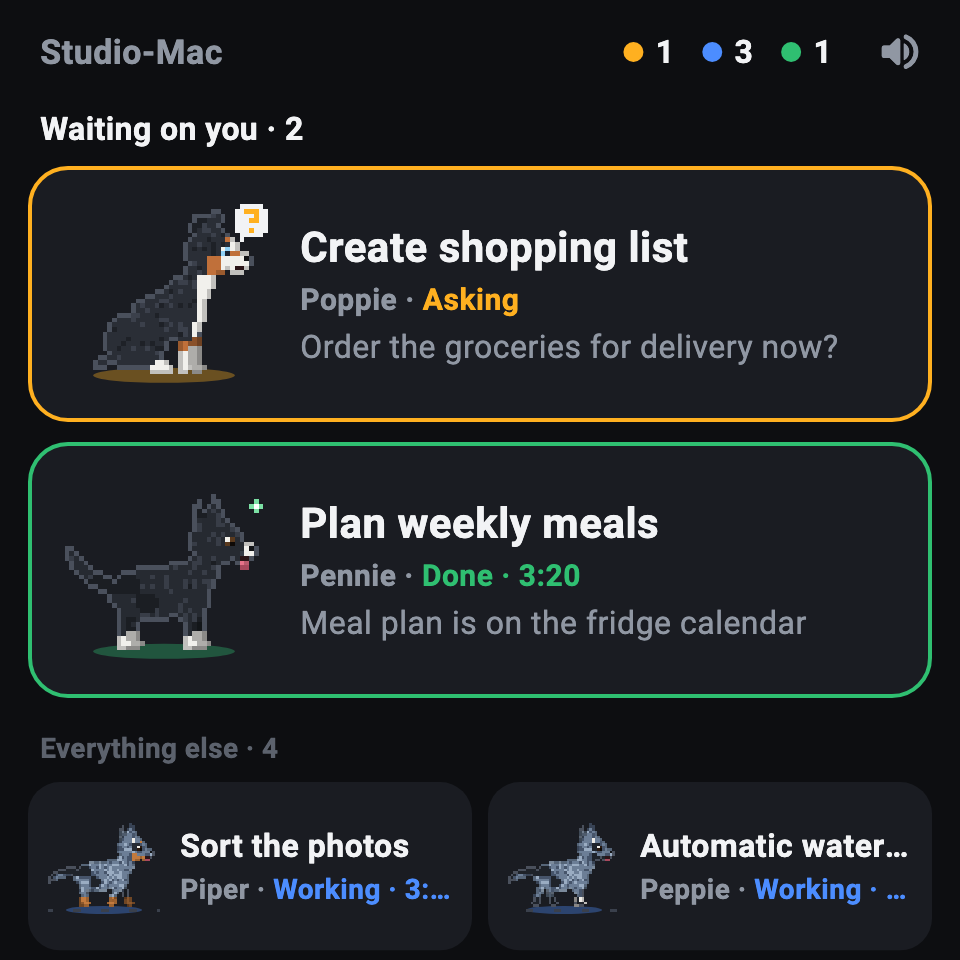 Studio-Mac 1 3 1
Waiting on you · 2
?
Create shopping list
Poppie · Asking
Order the groceries for delivery now?
Plan weekly meals
Pennie · Done · 3:20
Meal plan is on the fridge calendar
Everything else · 4
Sort the photos
Piper · Working · 3:...
Automatic water...
Peppie · Working · ...